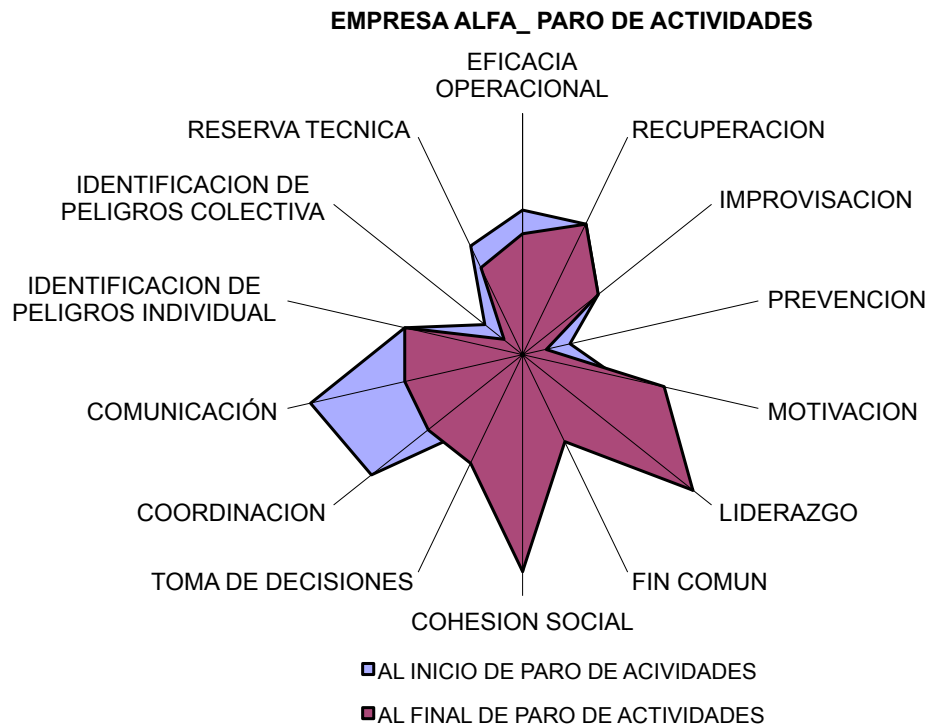 EMPRESA ALFA_ PARO DE ACTIVIDADES
EFICACIA
OPERACIONAL
RECUPERACION
IMPROVISACION
PREVENCION
MOTIVACION
LIDERAZGO
FIN COMUN
COHESION SOCIAL
TOMA DE DECISIONES
COORDINACION
COMUNICACIÓN
IDENTIFICACION DE
PELIGROS INDIVIDUAL
IDENTIFICACION DE
PELIGROS COLECTIVA
RESERVA TECNICA
AL INICIO DE PARO DE ACIVIDADES
AL FINAL DE PARO DE ACTIVIDADES